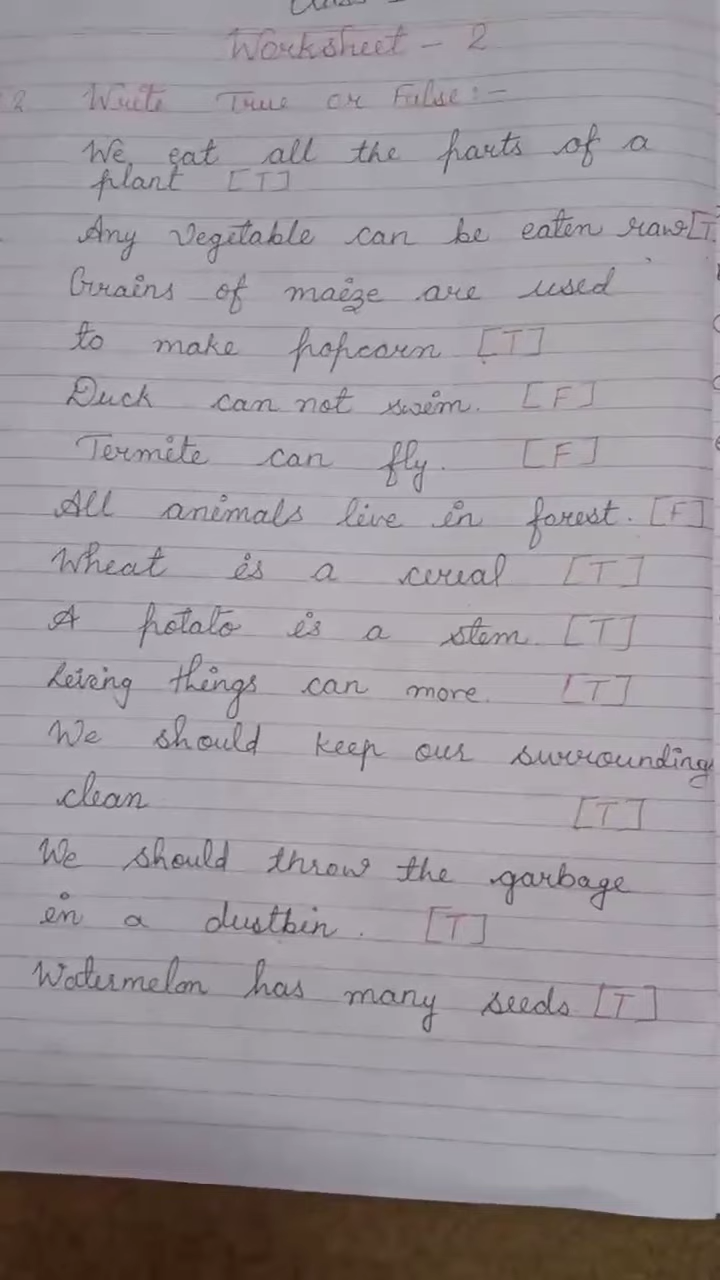 Worksheet - 2
2 Write True or False :-
We eat all the parts of a
plant [T]
Any vegetable can be eaten raw [T
Grains of maize are used
to make popcorn [T]
Duck can not swim. [F]
Termite can fly. [F]
All animals live in forest. [F]
Wheat is a cereal [T]
A potato is a stem [T]
Living things can more. [T]
We should keep our surrounding
clean [T]
We should throw the garbage
in a dustbin. [T]
Watermelon has many seeds [T]